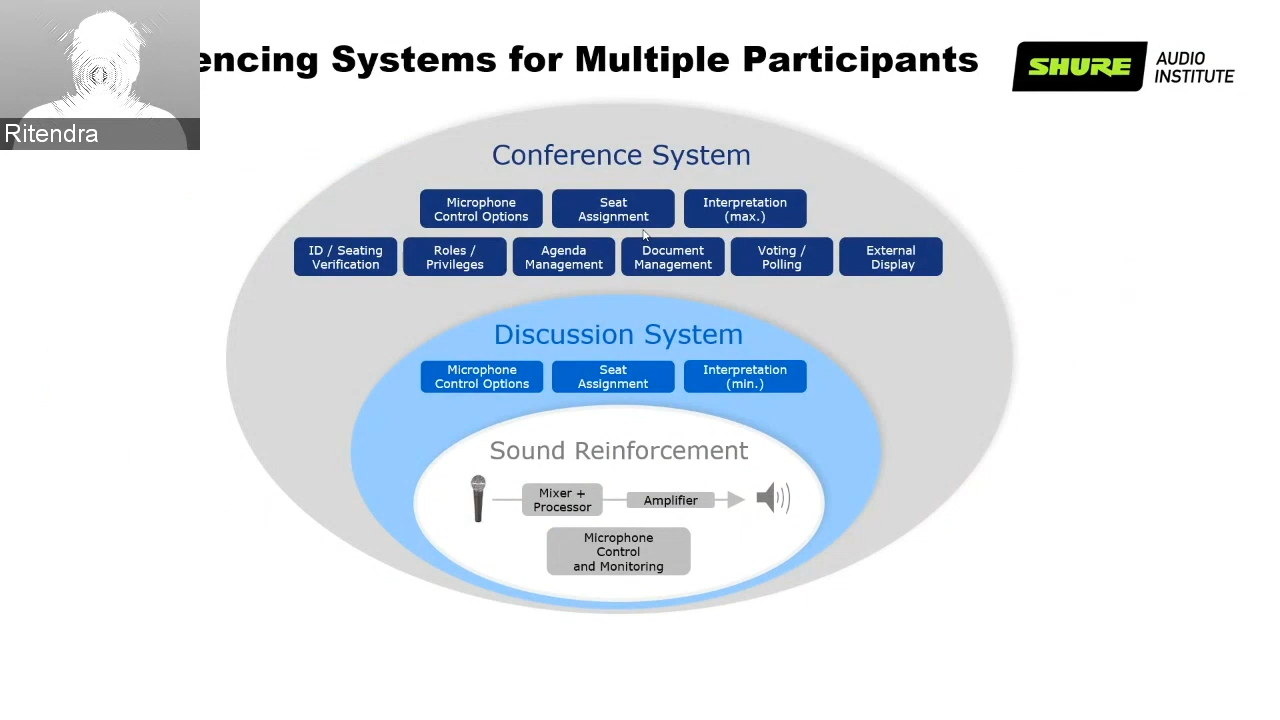 encing Systems for Multiple Participants
SHURE
AUDIO
INSTITUTE
Ritendra
Conference System
Microphone
Control Options
Seat
Assignment
Interpretation
(max.)
ID / Seating
Verification
Roles /
Privileges
Agenda
Management
Document
Management
Voting /
Polling
External
Display
Discussion System
Microphone
Control Options
Seat
Assignment
Interpretation
(min.)
Sound Reinforcement
Mixer +
Processor
Amplifier
Microphone
Control
and Monitoring